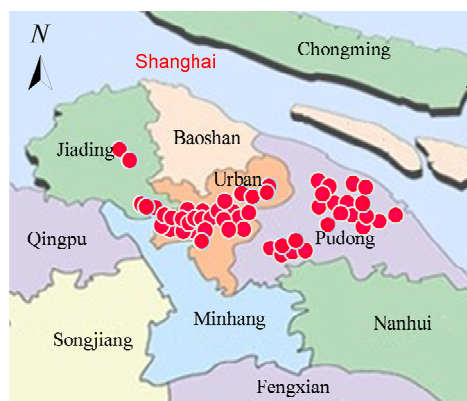 N
Shanghai
Chongming
Baoshan
Jiading
Urban
Qingpu
Pudong
Minhang
Nanhui
Songjiang
Fengxian